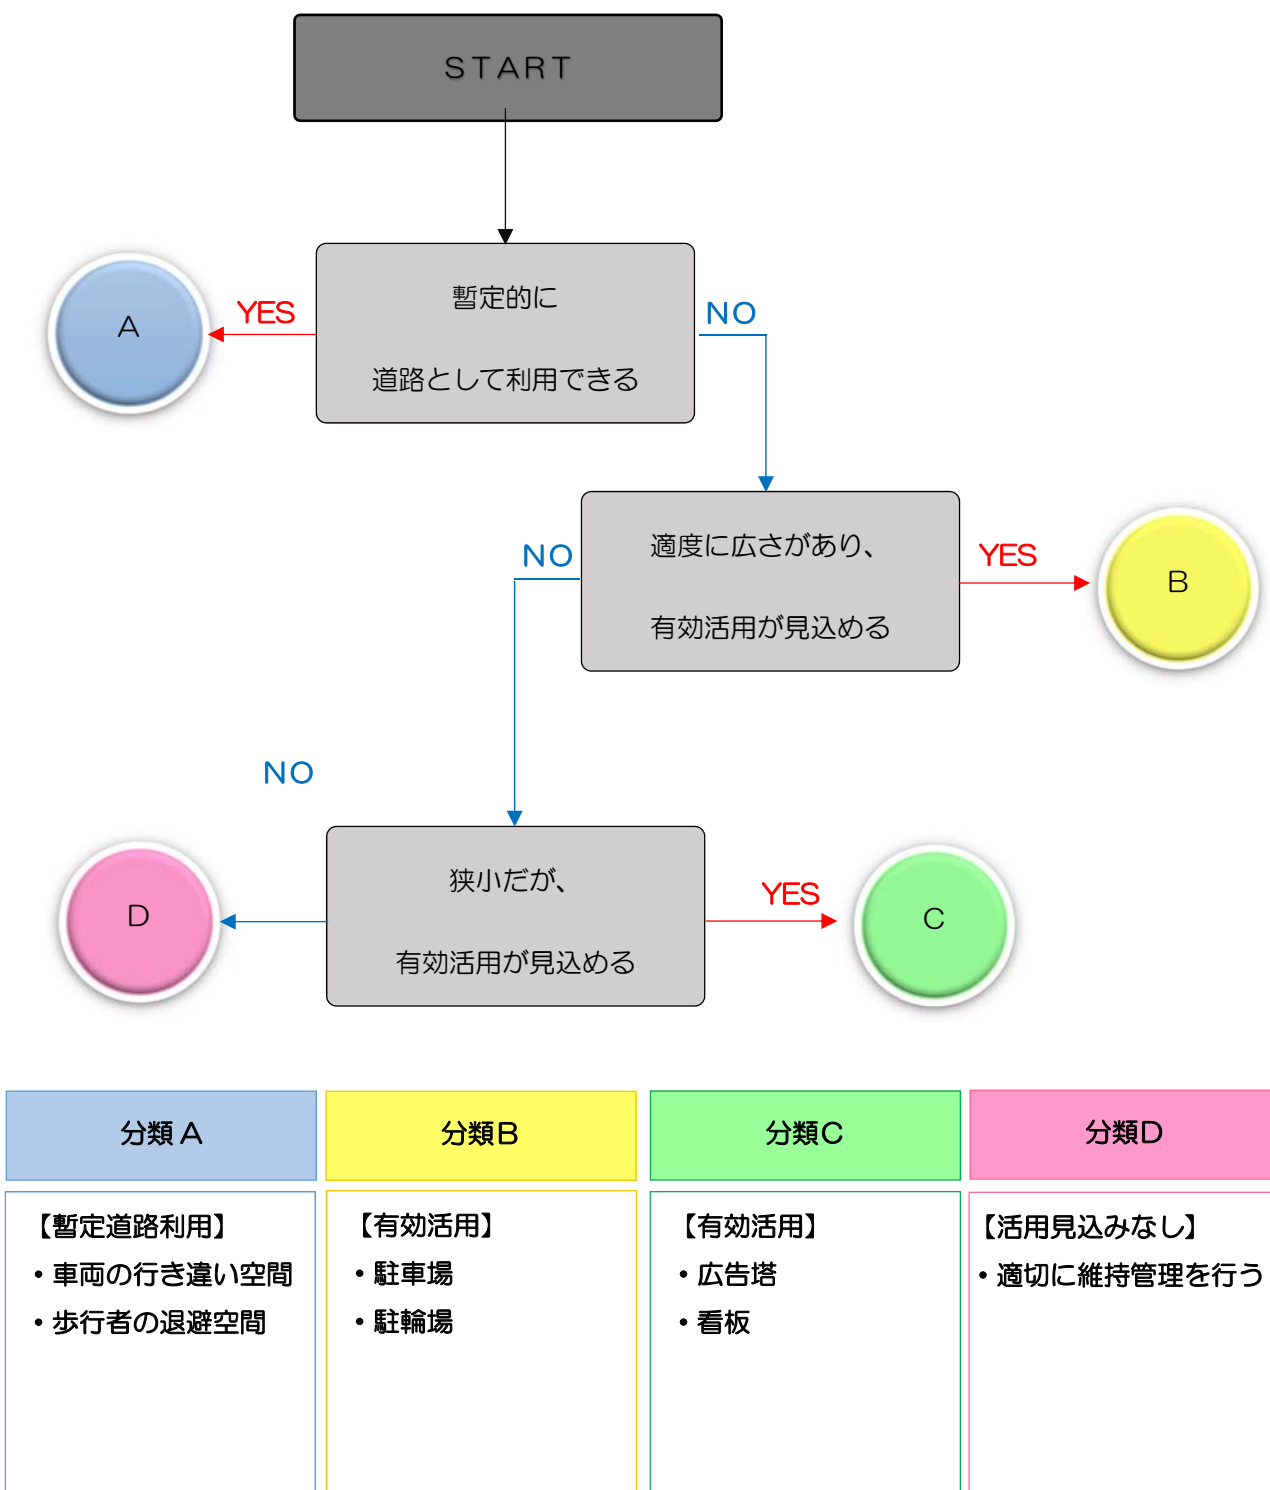 ＳＴＡＲＴ
暫定的に
道路として利用できる
YES
ＮＯ
Ａ
適度に広さがあり、
有効活用が見込める
ＮＯ
YES
Ｂ
ＮＯ
狭小だが、
有効活用が見込める
YES
Ｄ
Ｃ
分類Ａ
分類Ｂ
分類Ｃ
分類Ｄ
【暫定道路利用】
・車両の行き違い空間
・歩行者の退避空間
【有効活用】
・駐車場
・駐輪場
【有効活用】
・広告塔
・看板
【活用見込みなし】
・適切に維持管理を行う